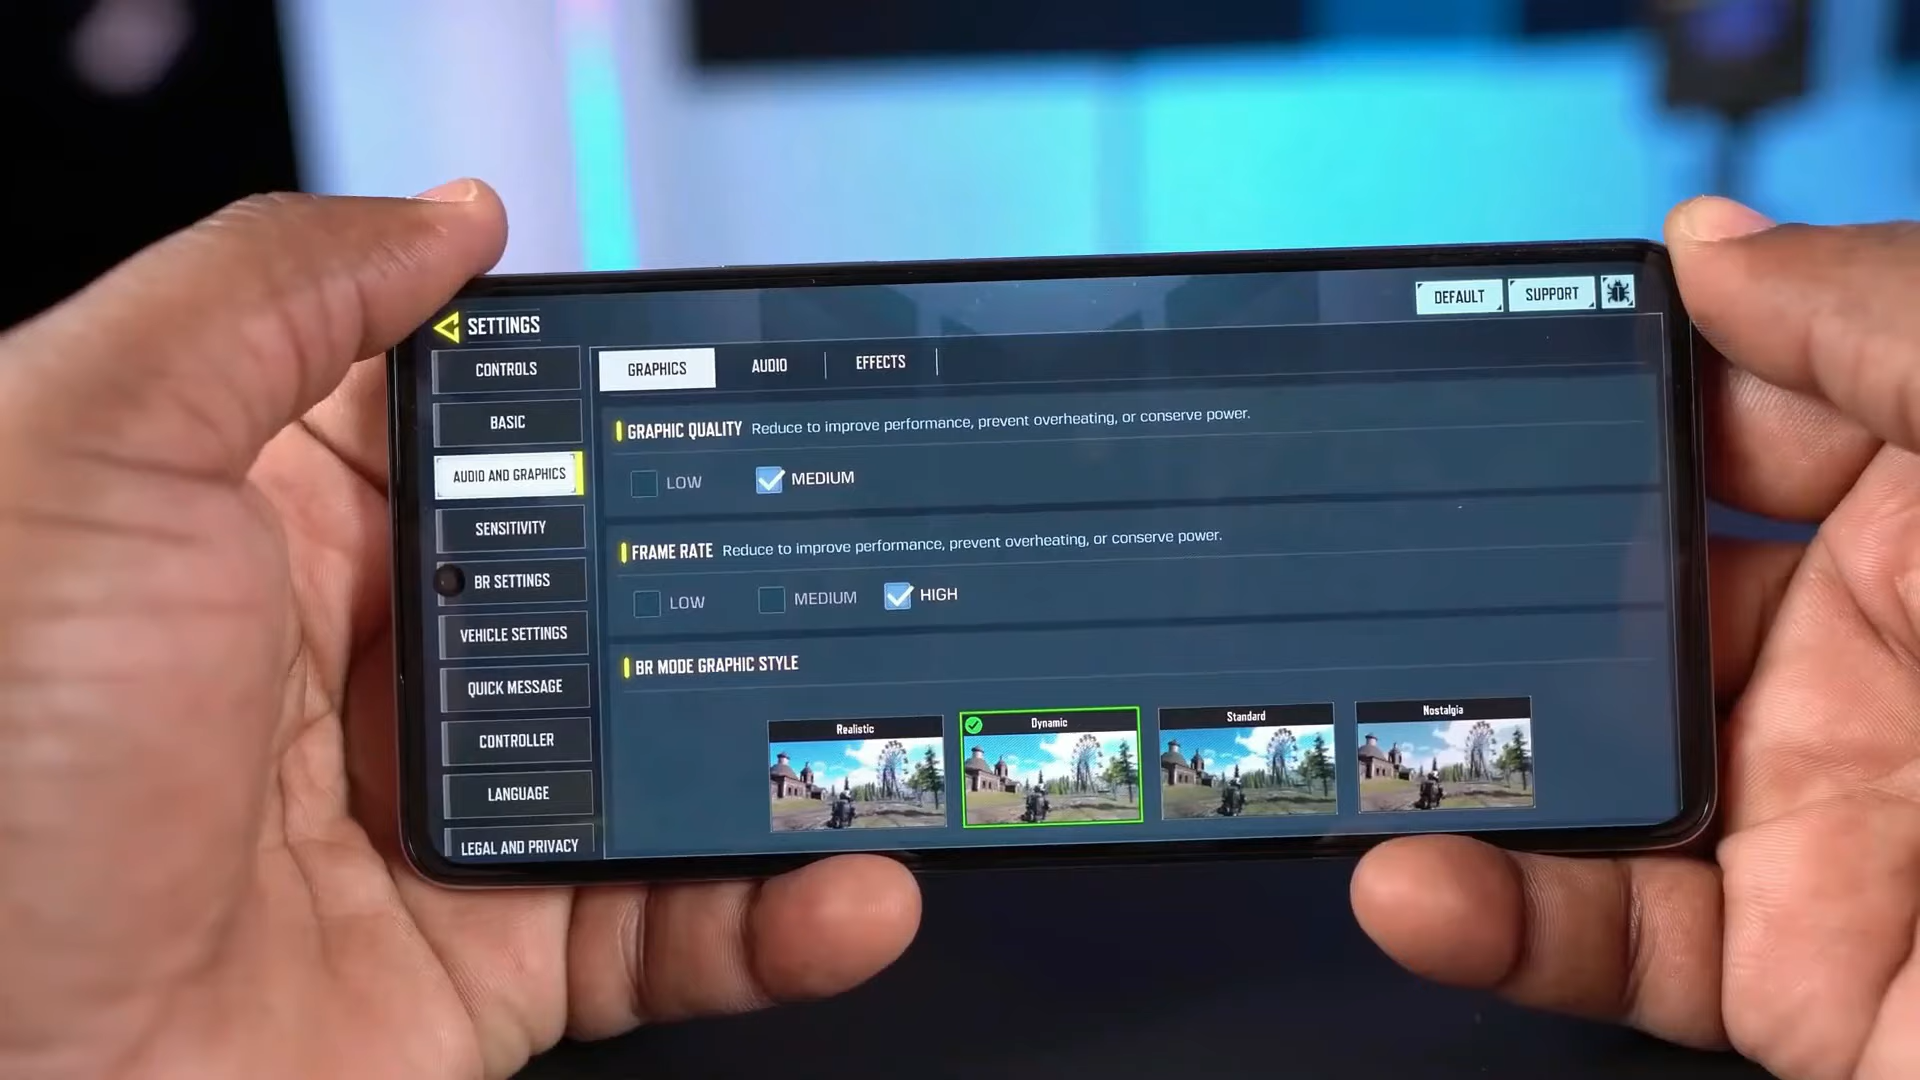 SETTINGS
DEFAULT
SUPPORT
CONTROLS
BASIC
AUDIO AND GRAPHICS
SENSITIVITY
BR SETTINGS
VEHICLE SETTINGS
QUICK MESSAGE
CONTROLLER
LANGUAGE
LEGAL AND PRIVACY
GRAPHICS
AUDIO
EFFECTS
GRAPHIC QUALITY Reduce to improve performance, prevent overheating, or conserve power.
LOW
MEDIUM
FRAME RATE Reduce to improve performance, prevent overheating, or conserve power.
LOW
MEDIUM
HIGH
BR MODE GRAPHIC STYLE
Realistic
Dynamic
Standard
Nostalgia